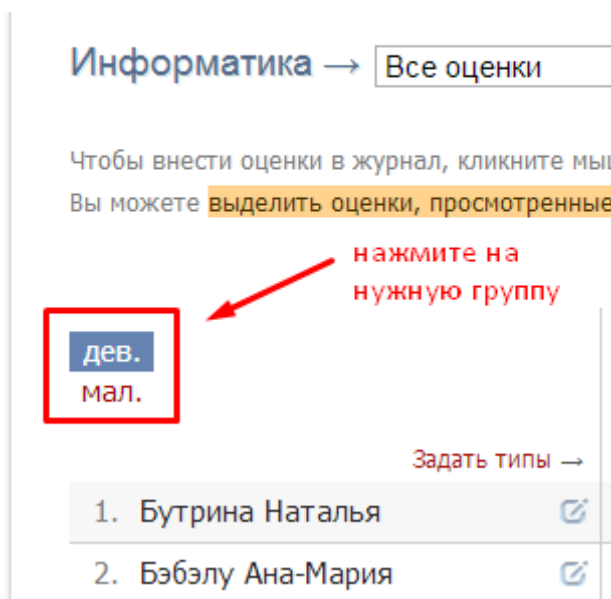 Информатика → Все оценки
Чтобы внести оценки в журнал, кликните
Вы можете выделить оценки, просмотренные
нажмите на
нужную группу
дев.
мал.
Задать типы →
1. Бутрина Наталья
2. Бэбэлу Ана-Мария